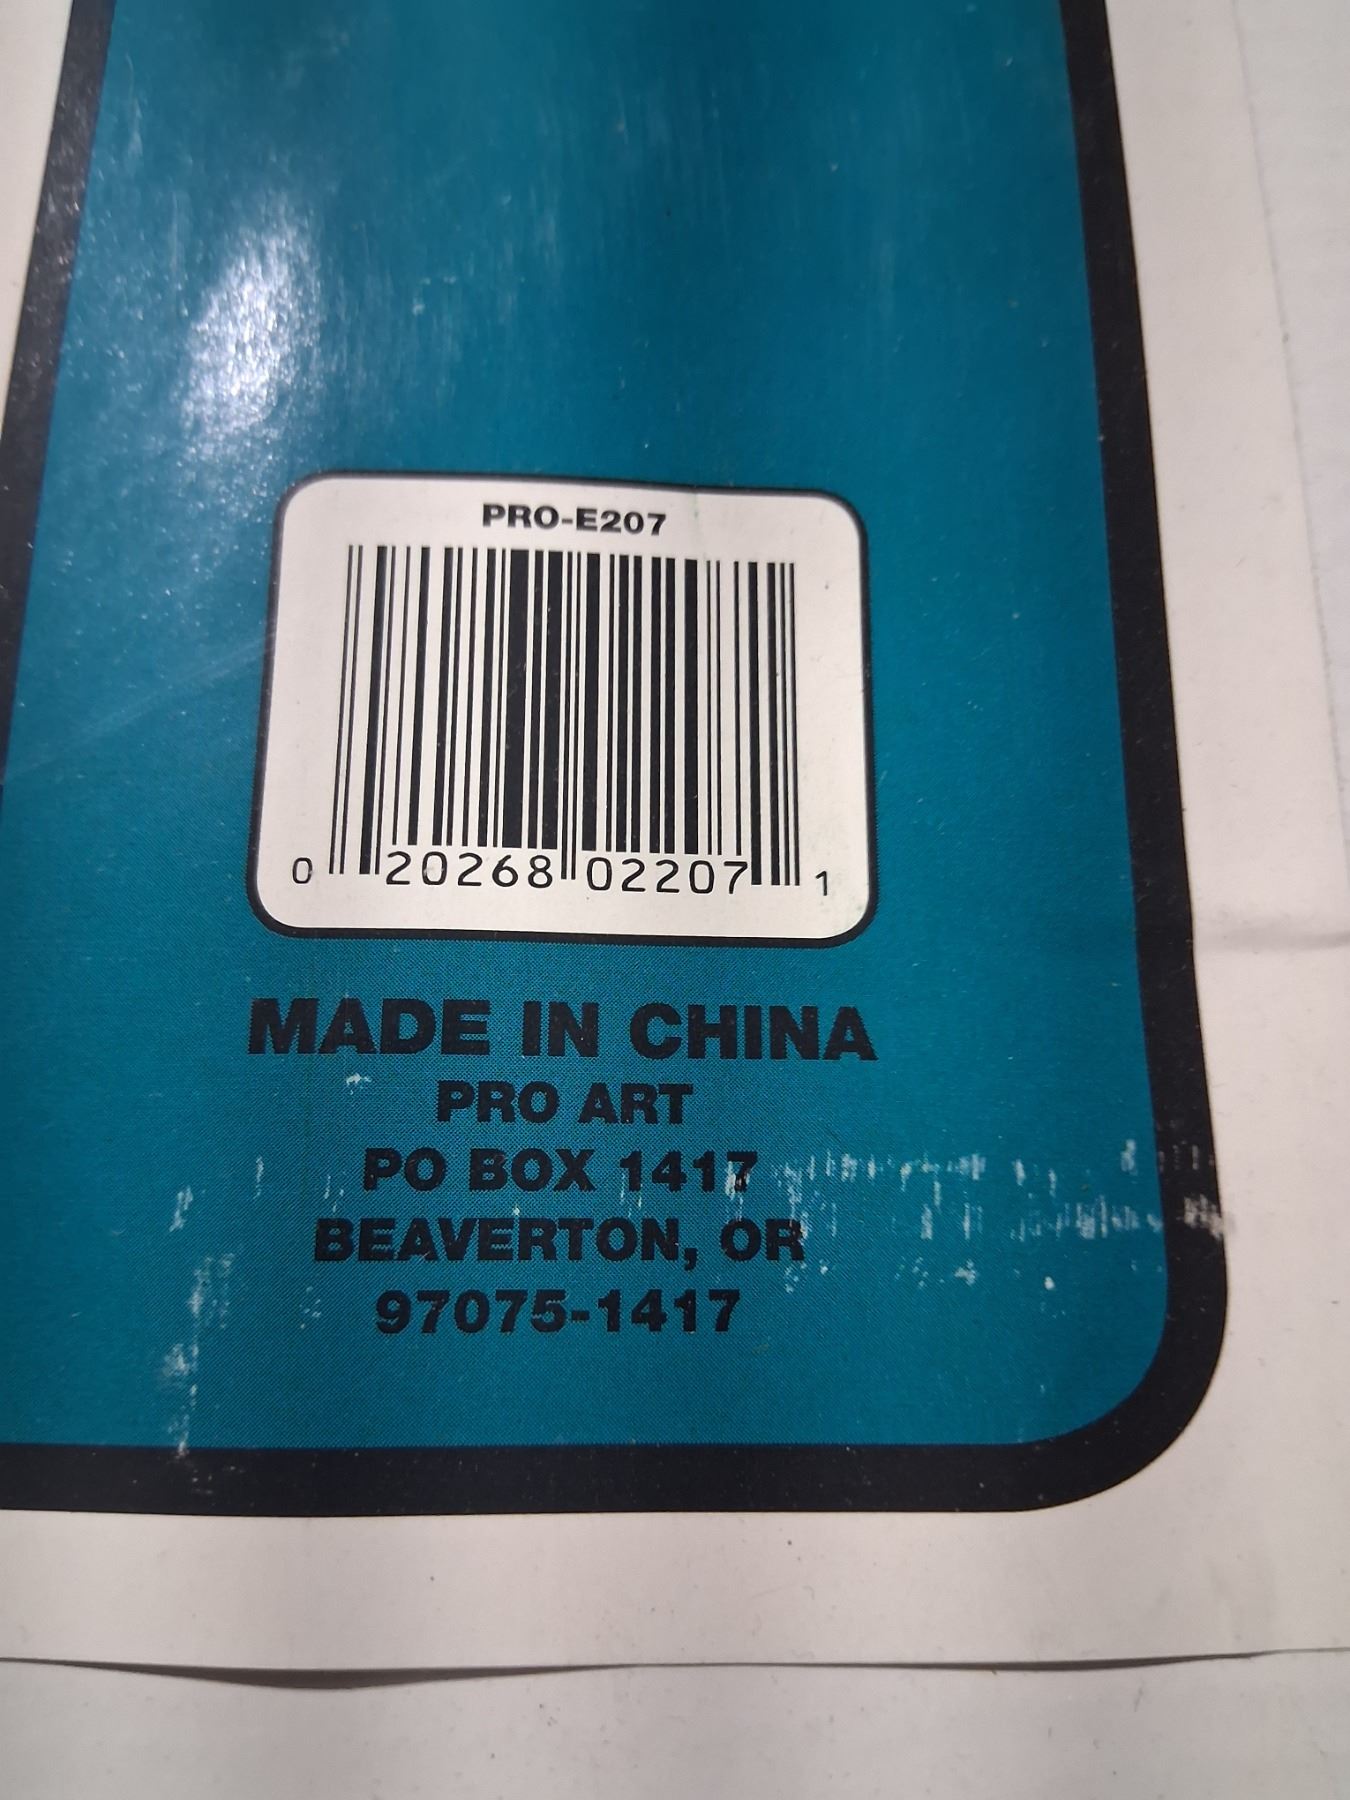 PRO-E207
0 20268 02207 1
MADE IN CHINA
PRO ART
PO BOX 1417
BEAVERTON, OR
97075-1417